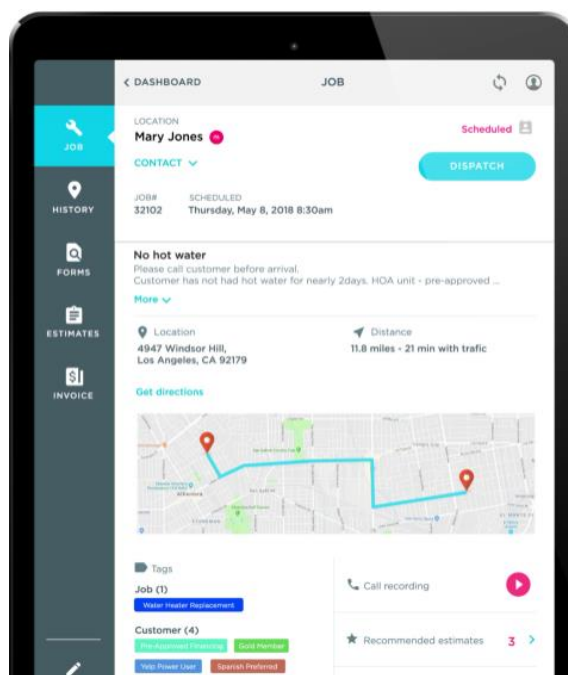 DASHBOARD
JOB
JOB
HISTORY
FORMS
ESTIMATES
INVOICE
LOCATION
Mary Jones
Scheduled
CONTACT
DISPATCH
JOB#
SCHEDULED
32102
Thursday, May 8, 2018 8:30am
No hot water
Please call customer before arrival.
Customer has not had hot water for nearly 2days. HOA unit - pre-approved ...
More
Location
Distance
4947 Windsor Hill,
Los Angeles, CA 92179
11.8 miles - 21 min with trafic
Get directions
Tags
Job (1)
Water Heater Replacement
Call recording
Customer (4)
Pre-Approved Financing
Gold Member
Recommended estimates
3
Yelp Power User
Spanish Preferred